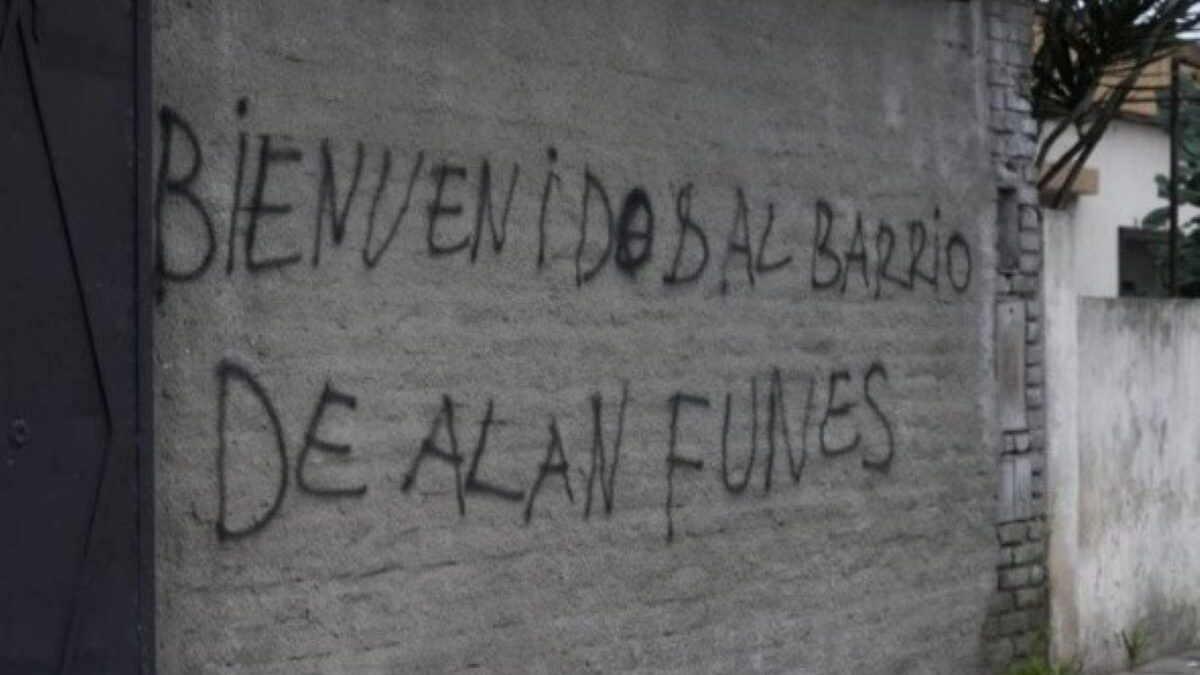 BIENVENIDOS AL BARRIO
DE ALAN FUNES